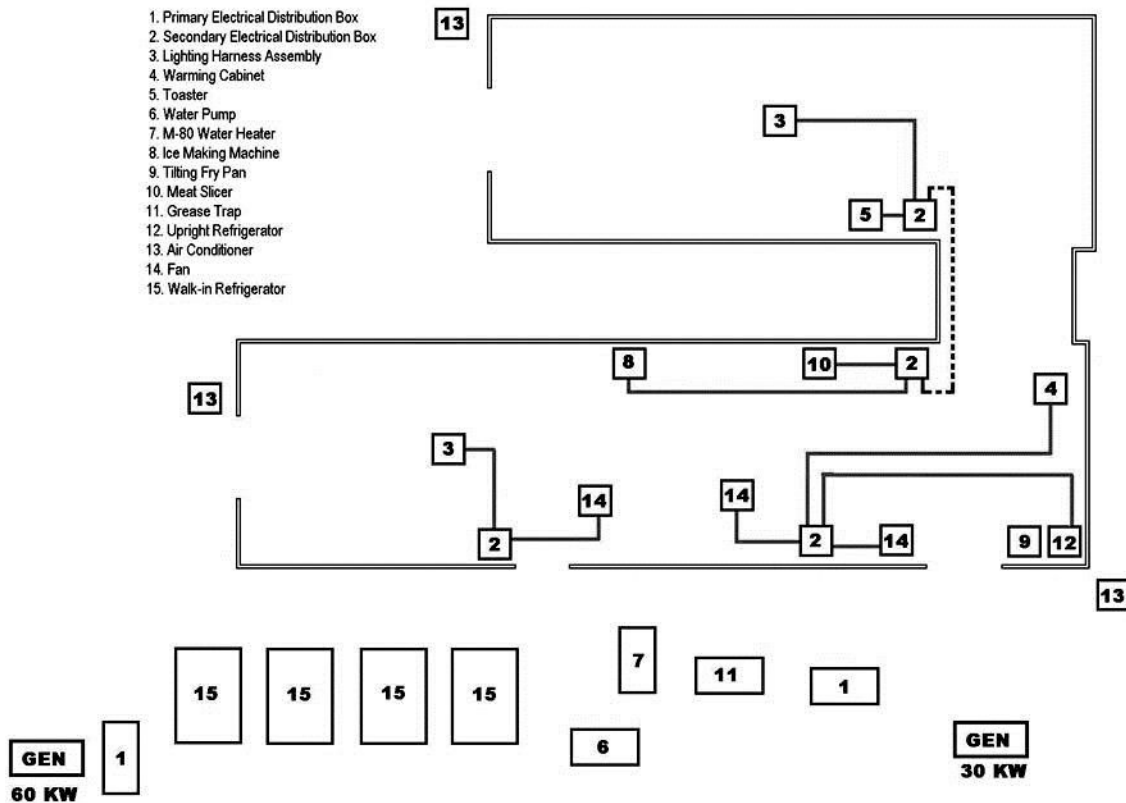 1. Primary Electrical Distribution Box
2. Secondary Electrical Distribution Box
3. Lighting Harness Assembly
4. Warming Cabinet
5. Toaster
6. Water Pump
7. M-80 Water Heater
8. Ice Making Machine
9. Tilting Fry Pan
10. Meat Slicer
11. Grease Trap
12. Upright Refrigerator
13. Air Conditioner
14. Fan
15. Walk-in Refrigerator
13
3
5 2
8 10 2
13
4
3
14
14
2
2
14
9 12
13
7
11
1
15 15 15 15
6
1
GEN
60 KW
GEN
30 KW